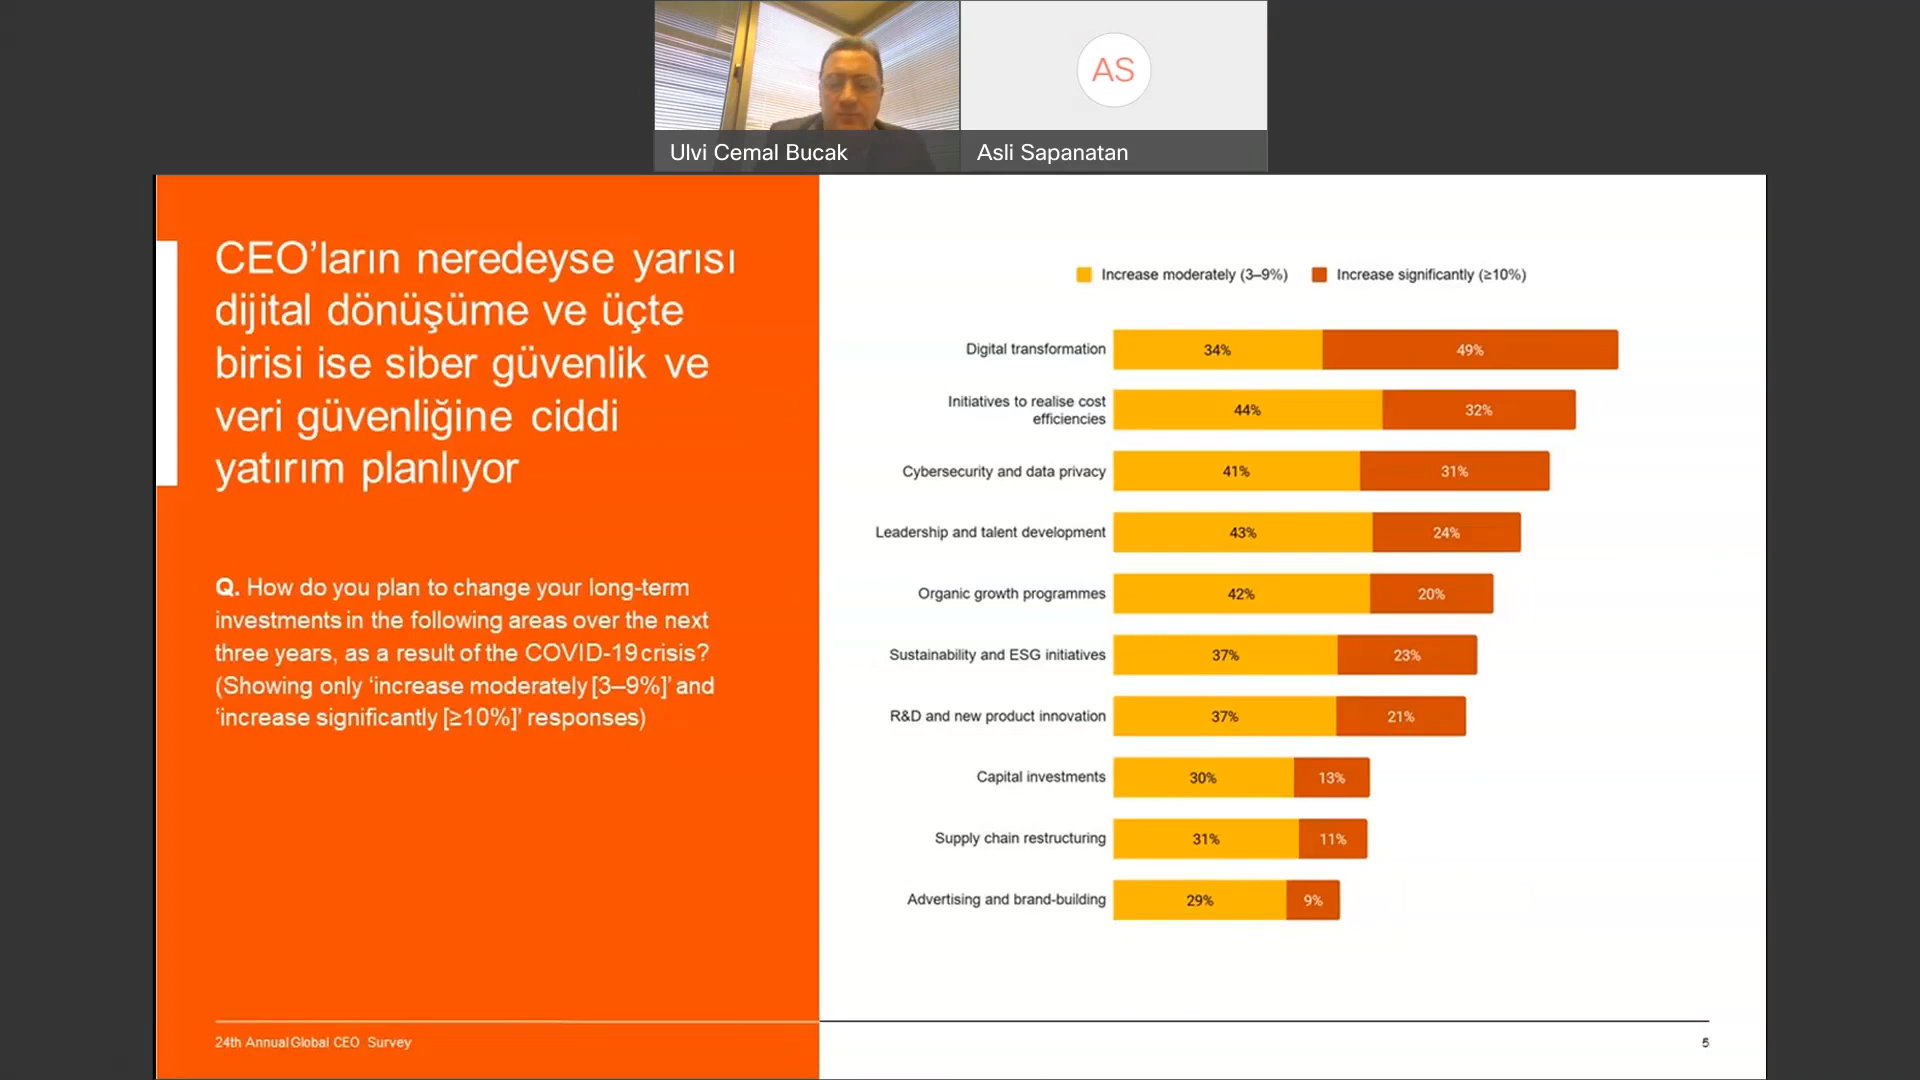 AS
Ulvi Cemal Bucak
Asli Sapanatan
CEO’ların neredeyse yarısı
dijital dönüşüme ve üçte
birisi ise siber güvenlik ve
veri güvenliğine ciddi
yatırım planlıyor
Q. How do you plan to change your long-term
investments in the following areas over the next
three years, as a result of the COVID-19 crisis?
(Showing only ‘increase moderately [3–9%]’ and
‘increase significantly [≥10%]’ responses)
Increase moderately (3–9%) Increase significantly (≥10%)
Digital transformation 34% 49%
Initiatives to realise cost
efficiencies 44% 32%
Cybersecurity and data privacy 41% 31%
Leadership and talent development 43% 24%
Organic growth programmes 42% 20%
Sustainability and ESG initiatives 37% 23%
R&D and new product innovation 37% 21%
Capital investments 30% 13%
Supply chain restructuring 31% 11%
Advertising and brand-building 29% 9%
24th Annual Global CEO Survey
5